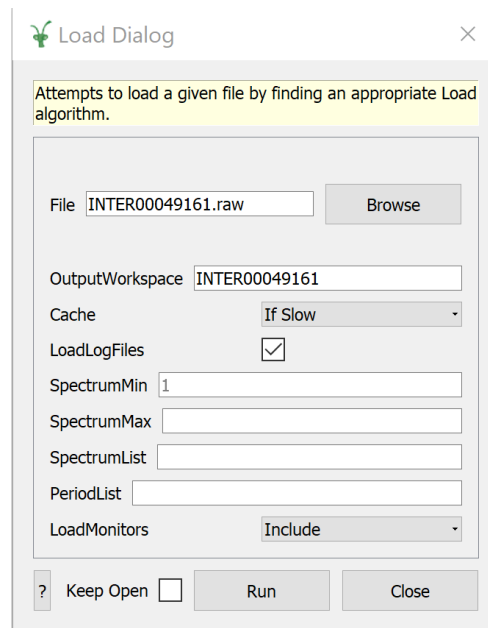 Load Dialog
Attempts to load a given file by finding an appropriate Load
algorithm.
File INTER00049161.raw Browse
OutputWorkspace INTER00049161
Cache If Slow
LoadLogFiles
SpectrumMin 1
SpectrumMax
SpectrumList
PeriodList
LoadMonitors Include
? Keep Open Run Close